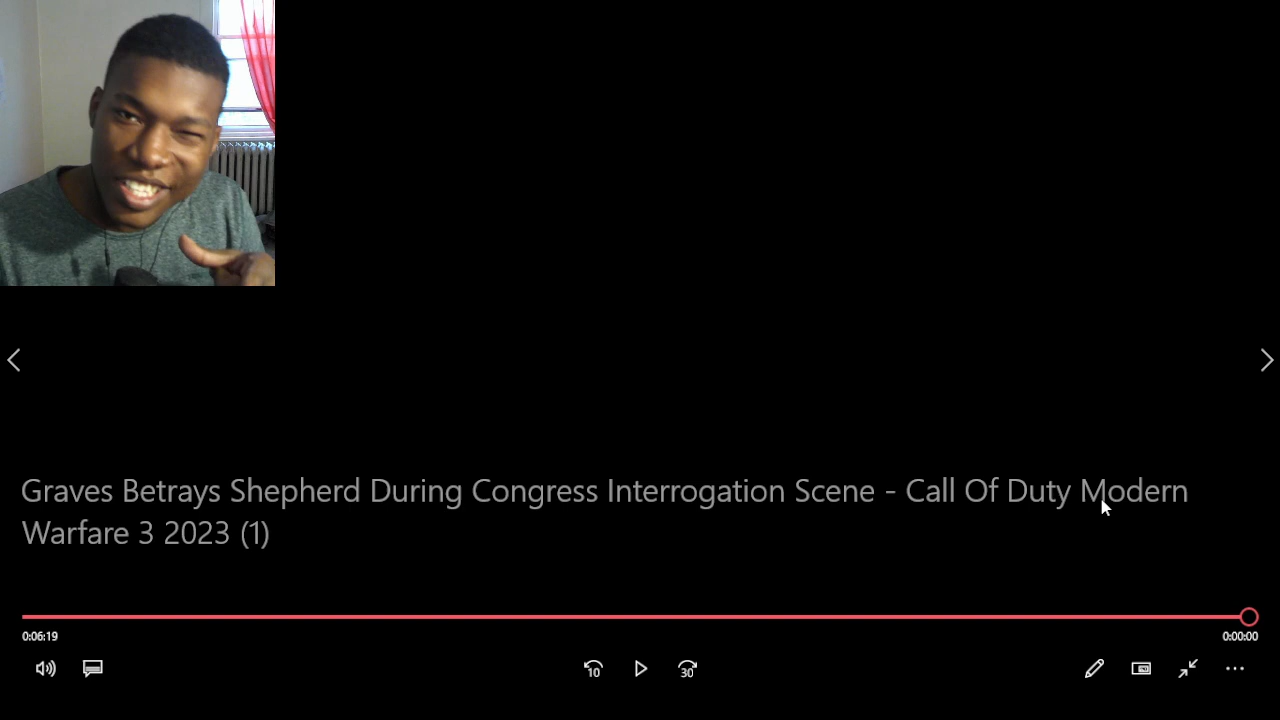 Graves Betrays Shepherd During Congress Interrogation Scene - Call Of Duty Modern
Warfare 3 2023 (1)
0:06:19
0:00:00
10
30